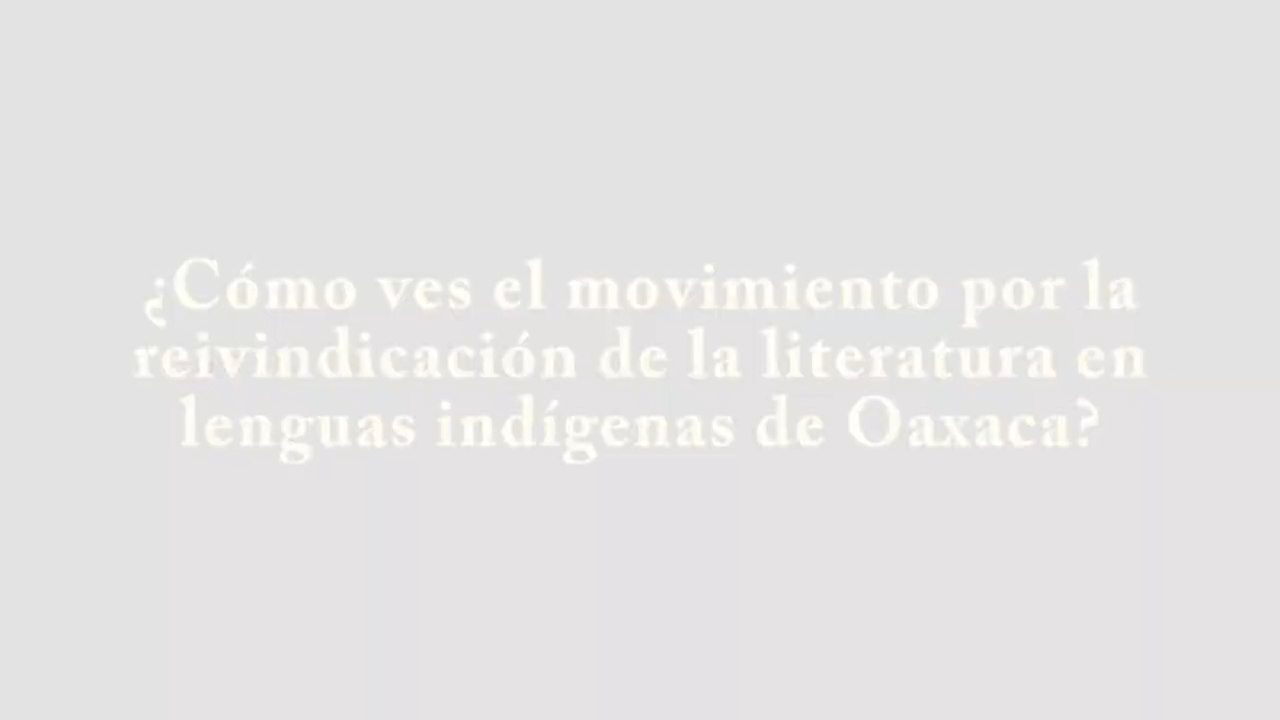 ¿Cómo ves el movimiento por la
reivindicación de la literatura en
lenguas indígenas de Oaxaca?